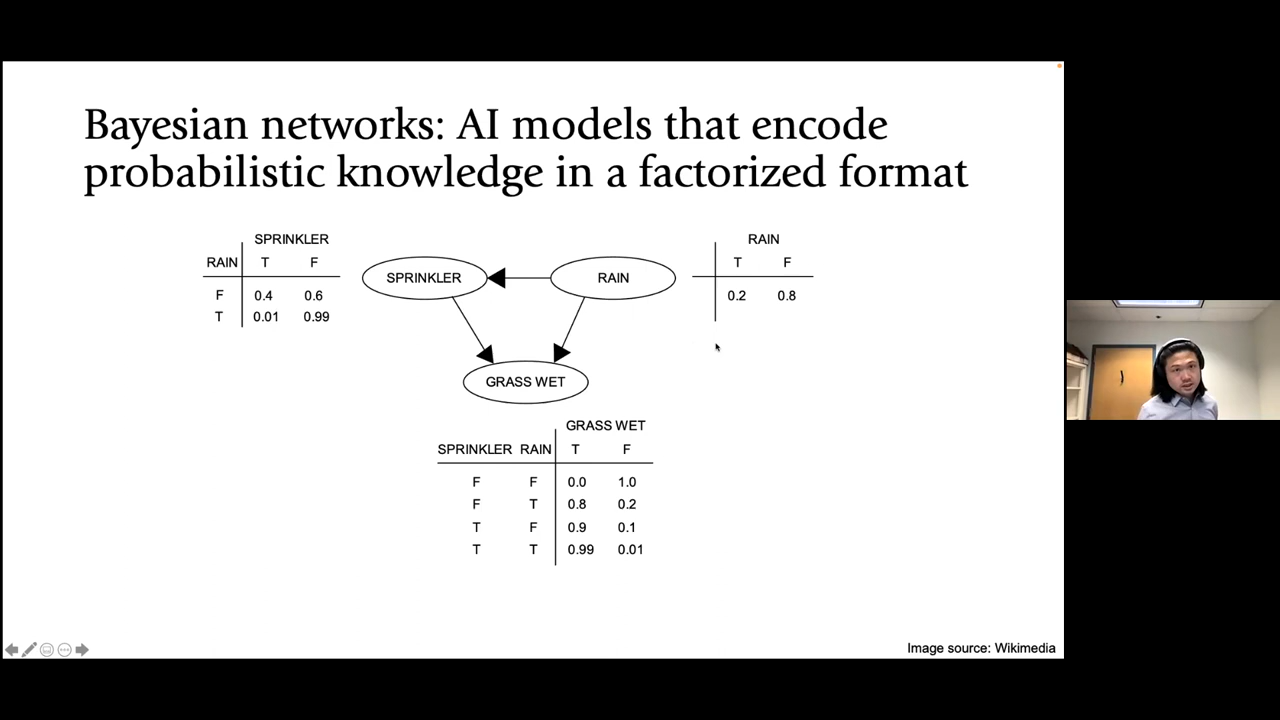 Bayesian networks: AI models that encode
probabilistic knowledge in a factorized format
SPRINKLER
RAIN T F
F 0.4 0.6
T 0.01 0.99
SPRINKLER
RAIN
RAIN
T F
0.2 0.8
GRASS WET
GRASS WET
SPRINKLER RAIN T F
F F 0.0 1.0
F T 0.8 0.2
T F 0.9 0.1
T T 0.99 0.01
Image source: Wikimedia